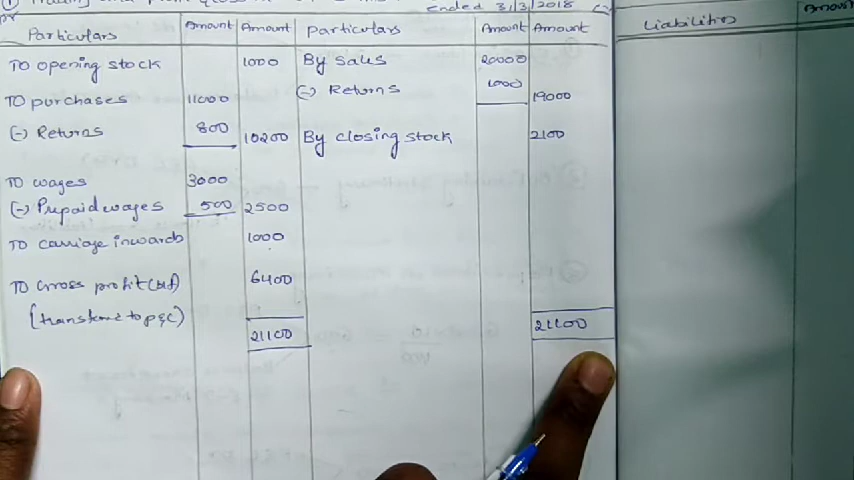 ended 31/3/2018
Particulars Amount Amount Particulars Amount Amount
To opening stock 1000 By sales 20000
(-) Returns 1000 19000
To purchases 11000
(-) Returns 800 10200 By closing stock 2100
To wages 3000
(-) Prepaid wages 500 2500
To carriage inwards 1000
To Gross profit 6400
21100 21100
Liabilities Amount